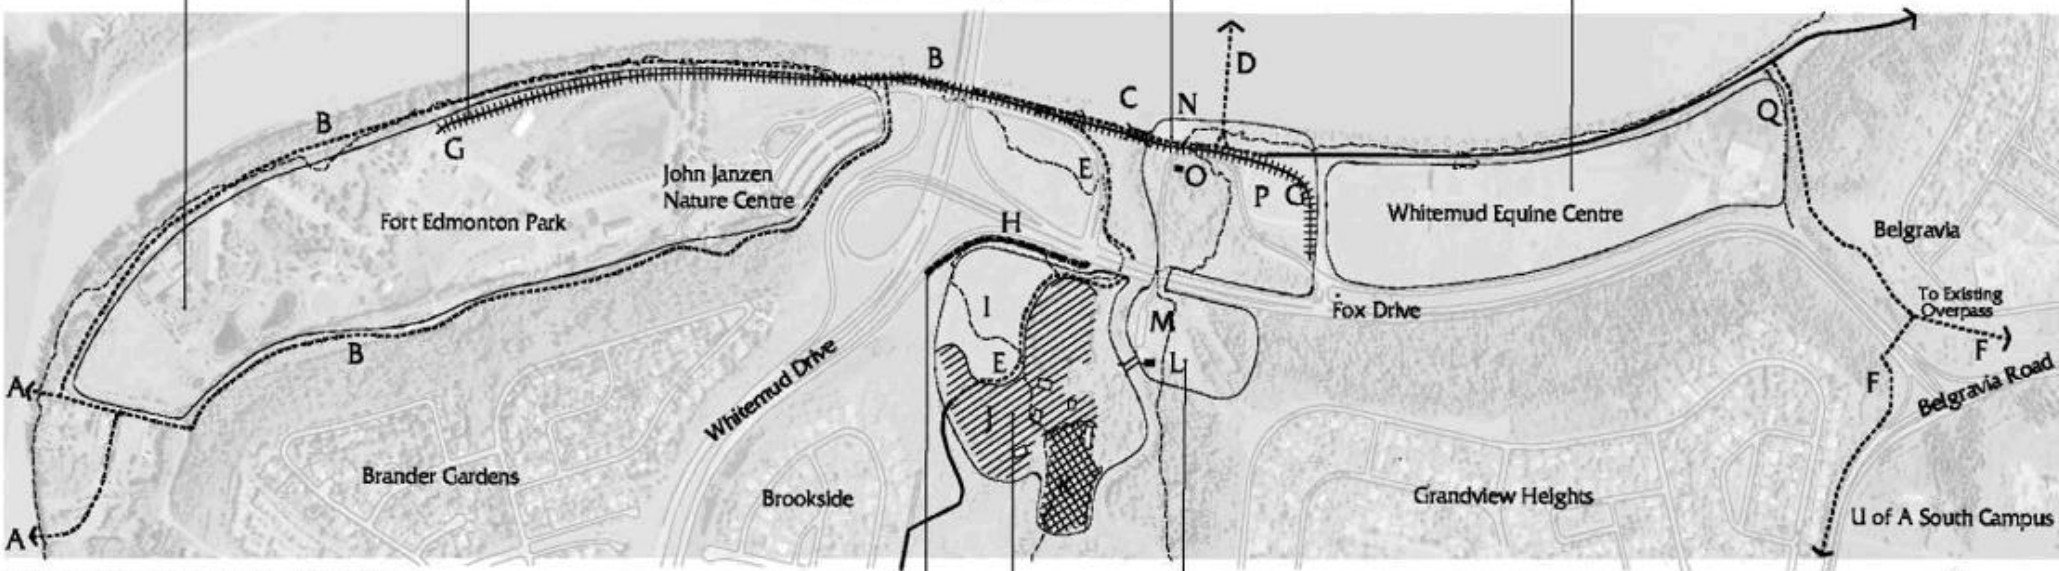 B
D
C
N
B
Q
G
E
O
John Janzen
Nature Centre
P
G
Fort Edmonton Park
Whitemud Equine Centre
H
Belgravia
I
To Existing
Overpass
Fox Drive
M
B
E
L
F
Whitemud Drive
A
F
Belgravia Road
J
Brander Gardens
Brookside
Grandview Heights
U of A South Campus
A